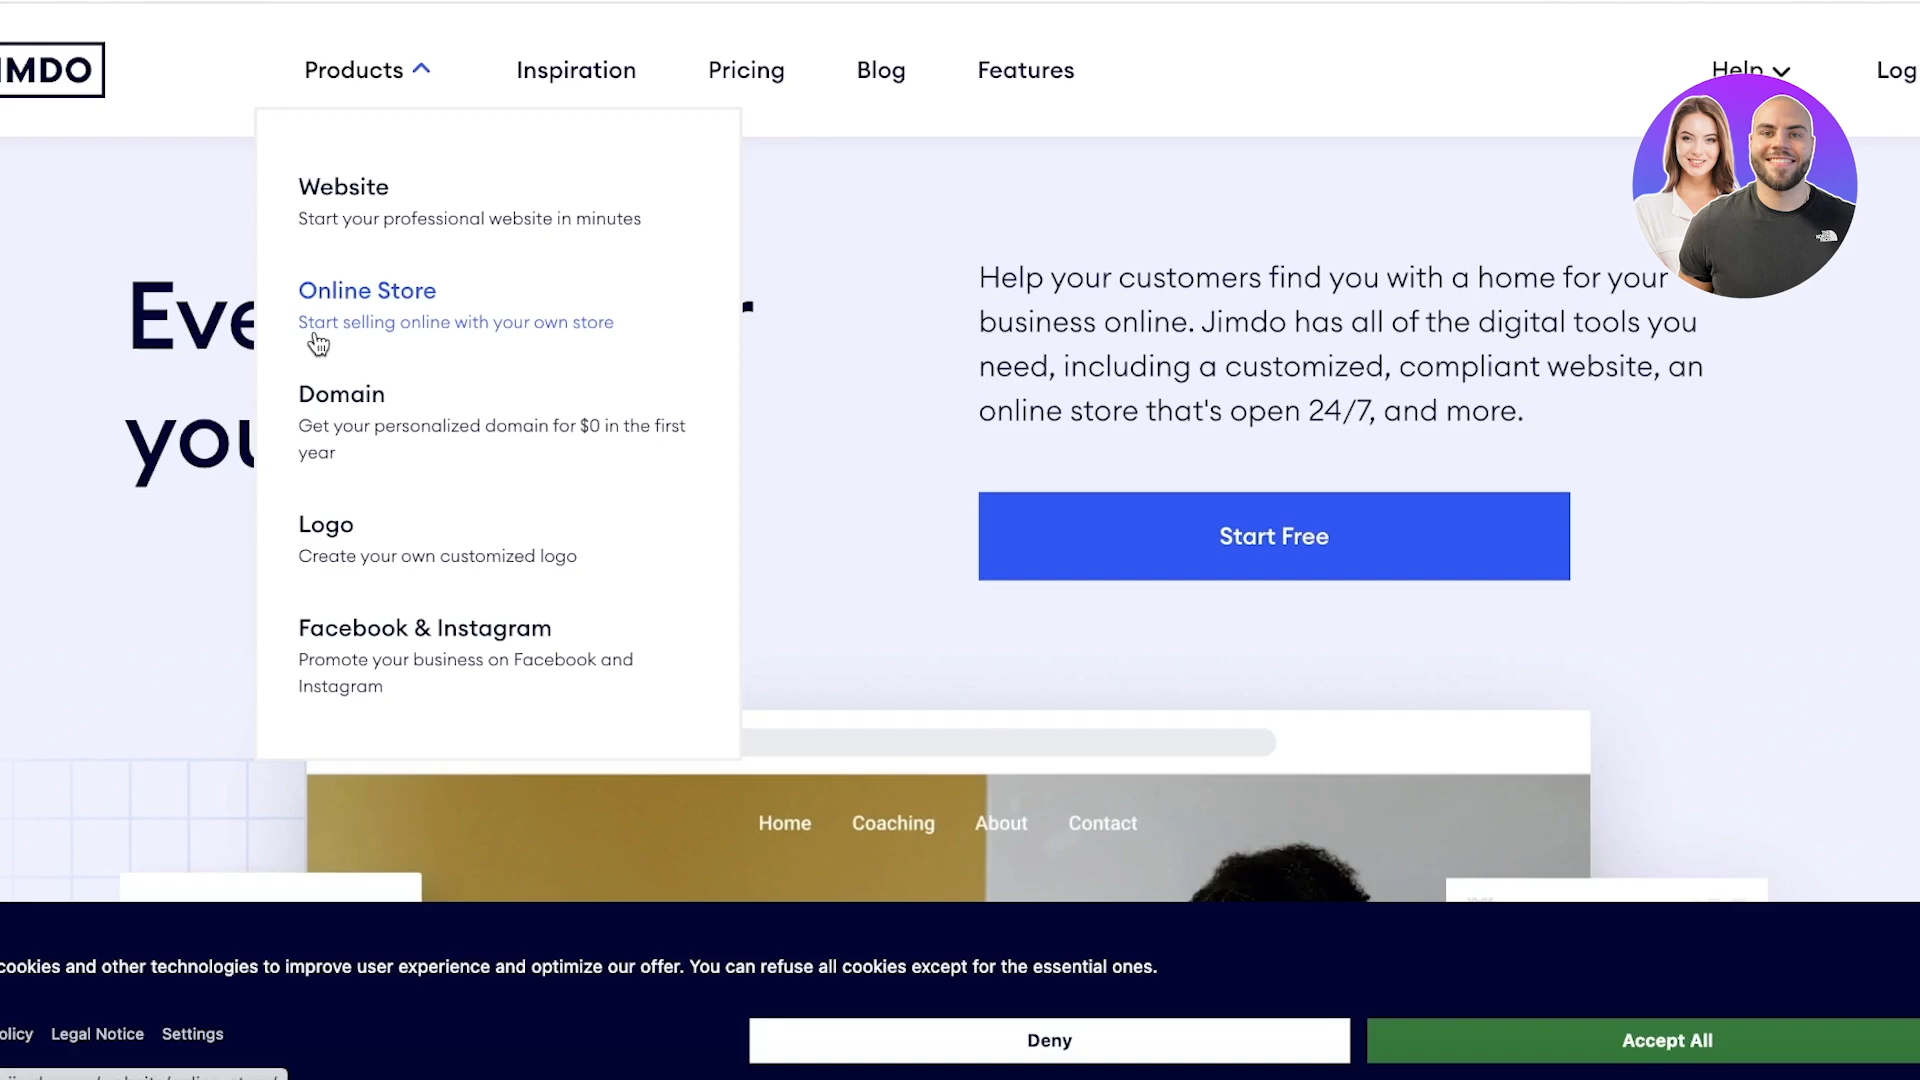 IMDO
Products
Inspiration
Pricing
Blog
Features
Help
Log
Website
Start your professional website in minutes
Online Store
Start selling online with your own store
Domain
Get your personalized domain for $0 in the first
year
Logo
Create your own customized logo
Facebook & Instagram
Promote your business on Facebook and
Instagram
Eve
you
Help your customers find you with a home for your
business online. Jimdo has all of the digital tools you
need, including a customized, compliant website, an
online store that's open 24/7, and more.
Start Free
Home
Coaching
About
Contact
cookies and other technologies to improve user experience and optimize our offer. You can refuse all cookies except for the essential ones.
olicy
Legal Notice
Settings
Deny
Accept All